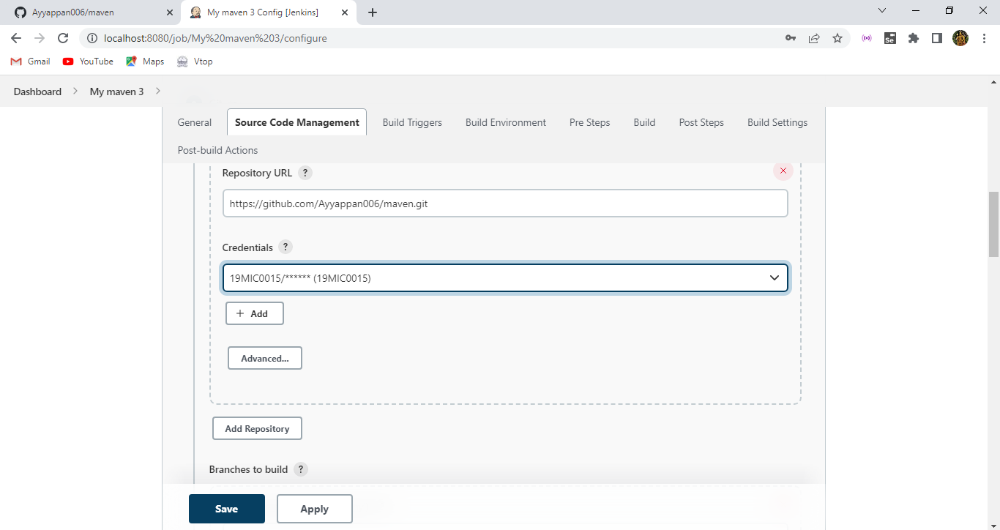 Ayyappan006/maven
My maven 3 Config [Jenkins]
localhost:8080/job/My%20maven%203/configure
Se
Gmail YouTube Maps Vtop
Dashboard My maven 3
General Source Code Management Build Triggers Build Environment Pre Steps Build Post Steps Build Settings
Post-build Actions
Repository URL ?
https://github.com/Ayyappan006/maven.git
Credentials ?
19MIC0015/****** (19MIC0015)
+ Add
Advanced...
Add Repository
Branches to build ?
Save Apply